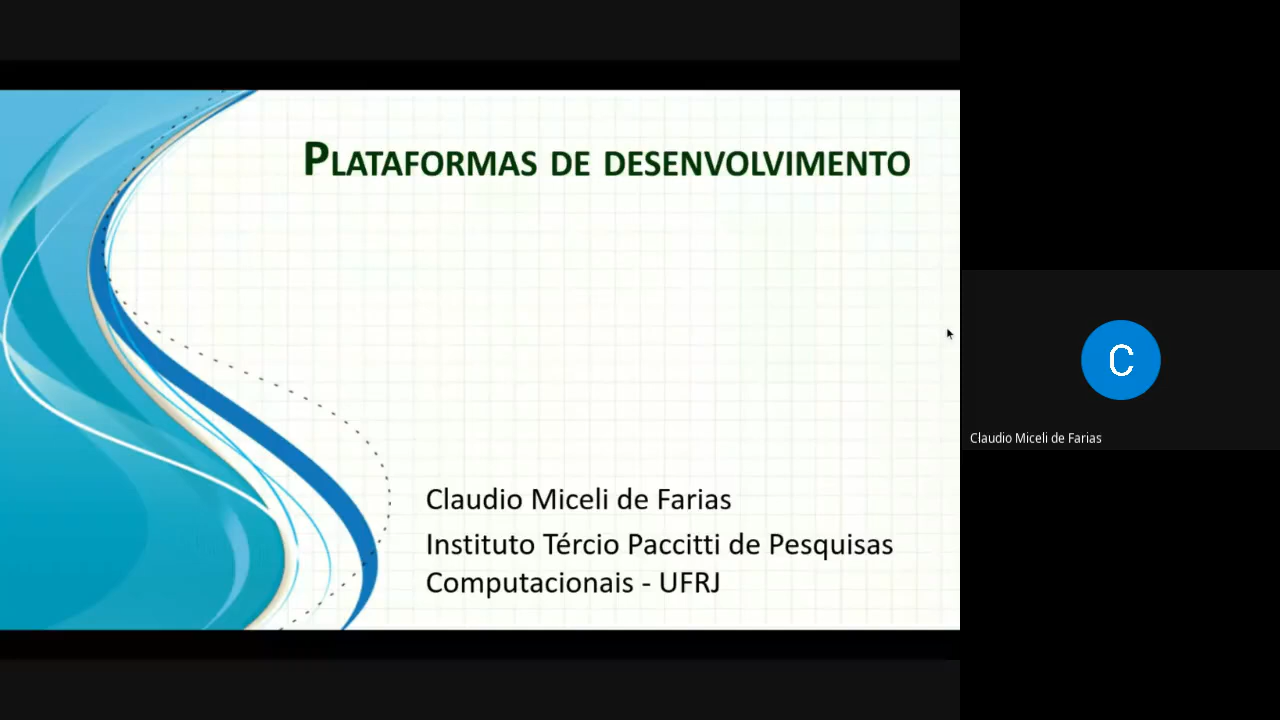 Plataformas de desenvolvimento
Claudio Miceli de Farias
Instituto Tércio Paccitti de Pesquisas
Computacionais - UFRJ
C
Claudio Miceli de Farias